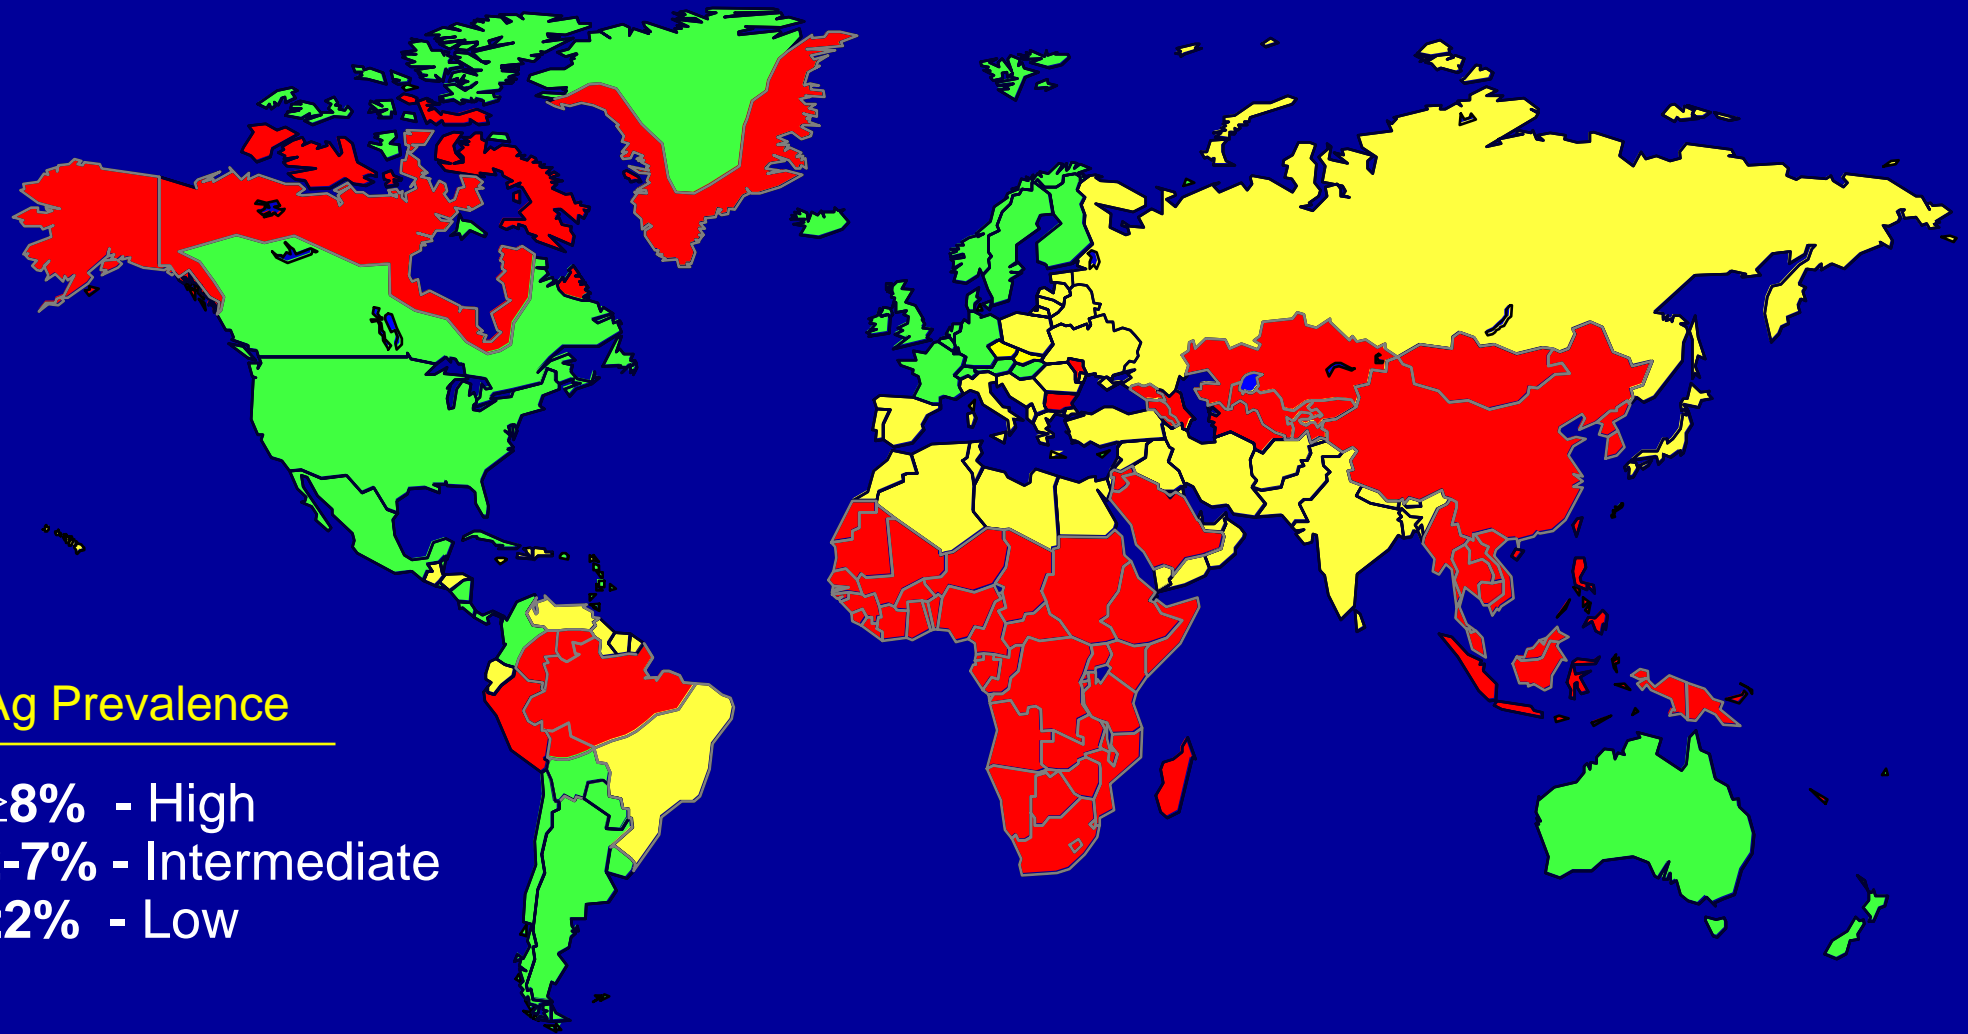 Ag Prevalence
≥8% - High
-7% - Intermediate
2% - Low